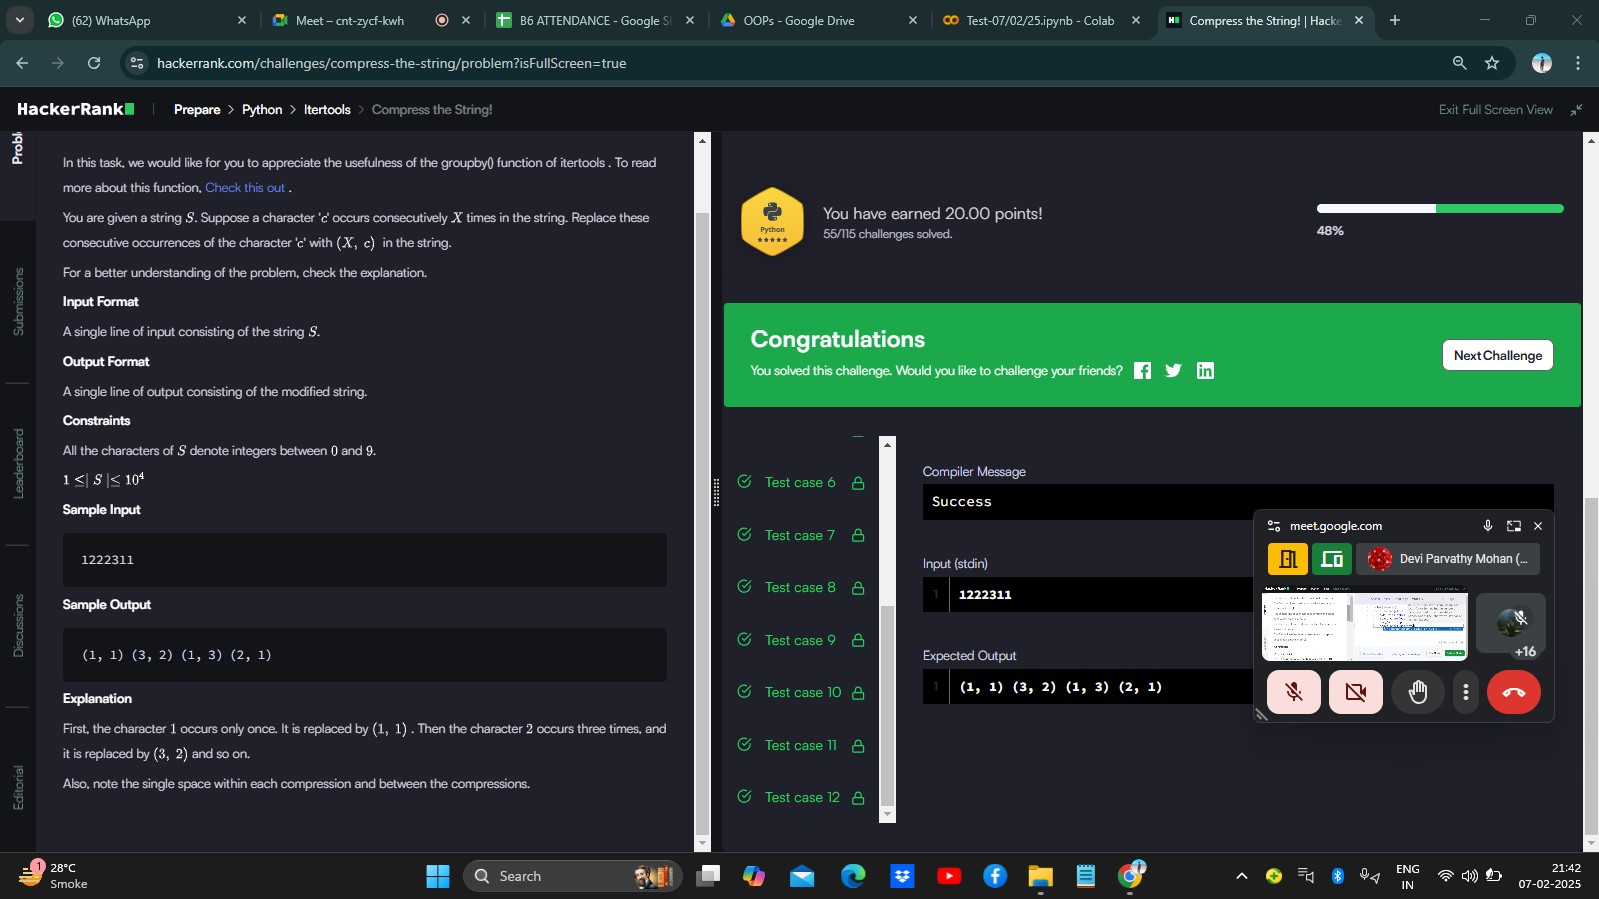 (62) WhatsApp
Meet – cnt-zycf-kwh
B6 ATTENDANCE - Google S
OOPs - Google Drive
Test-07/02/25.ipynb - Colab
Compress the String! | Hacke
hackerrank.com/challenges/compress-the-string/problem?isFullScreen=true
HackerRank
Prepare > Python > Itertools > Compress the String!
Exit Full Screen View
Probl
Submissions
Leaderboard
Discussions
Editorial
In this task, we would like for you to appreciate the usefulness of the groupby() function of itertools . To read
more about this function, Check this out .
You are given a string S. Suppose a character 'c' occurs consecutively X times in the string. Replace these
consecutive occurrences of the character 'c' with (X, c) in the string.
For a better understanding of the problem, check the explanation.
Input Format
A single line of input consisting of the string S.
Output Format
A single line of output consisting of the modified string.
Constraints
All the characters of S denote integers between 0 and 9.
1 ≤| S |≤ 10⁴
Sample Input
1222311
Sample Output
(1, 1) (3, 2) (1, 3) (2, 1)
Explanation
First, the character 1 occurs only once. It is replaced by (1, 1) . Then the character 2 occurs three times, and
it is replaced by (3, 2) and so on.
Also, note the single space within each compression and between the compressions.
Python
You have earned 20.00 points!
55/115 challenges solved.
48%
Congratulations
You solved this challenge. Would you like to challenge your friends?
Next Challenge
Test case 6
Test case 7
Test case 8
Test case 9
Test case 10
Test case 11
Test case 12
Compiler Message
Success
Input (stdin)
1 1222311
Expected Output
1 (1, 1) (3, 2) (1, 3) (2, 1)
meet.google.com
Devi Parvathy Mohan (...
+16
1
28°C
Smoke
Search
ENG
IN
21:42
07-02-2025